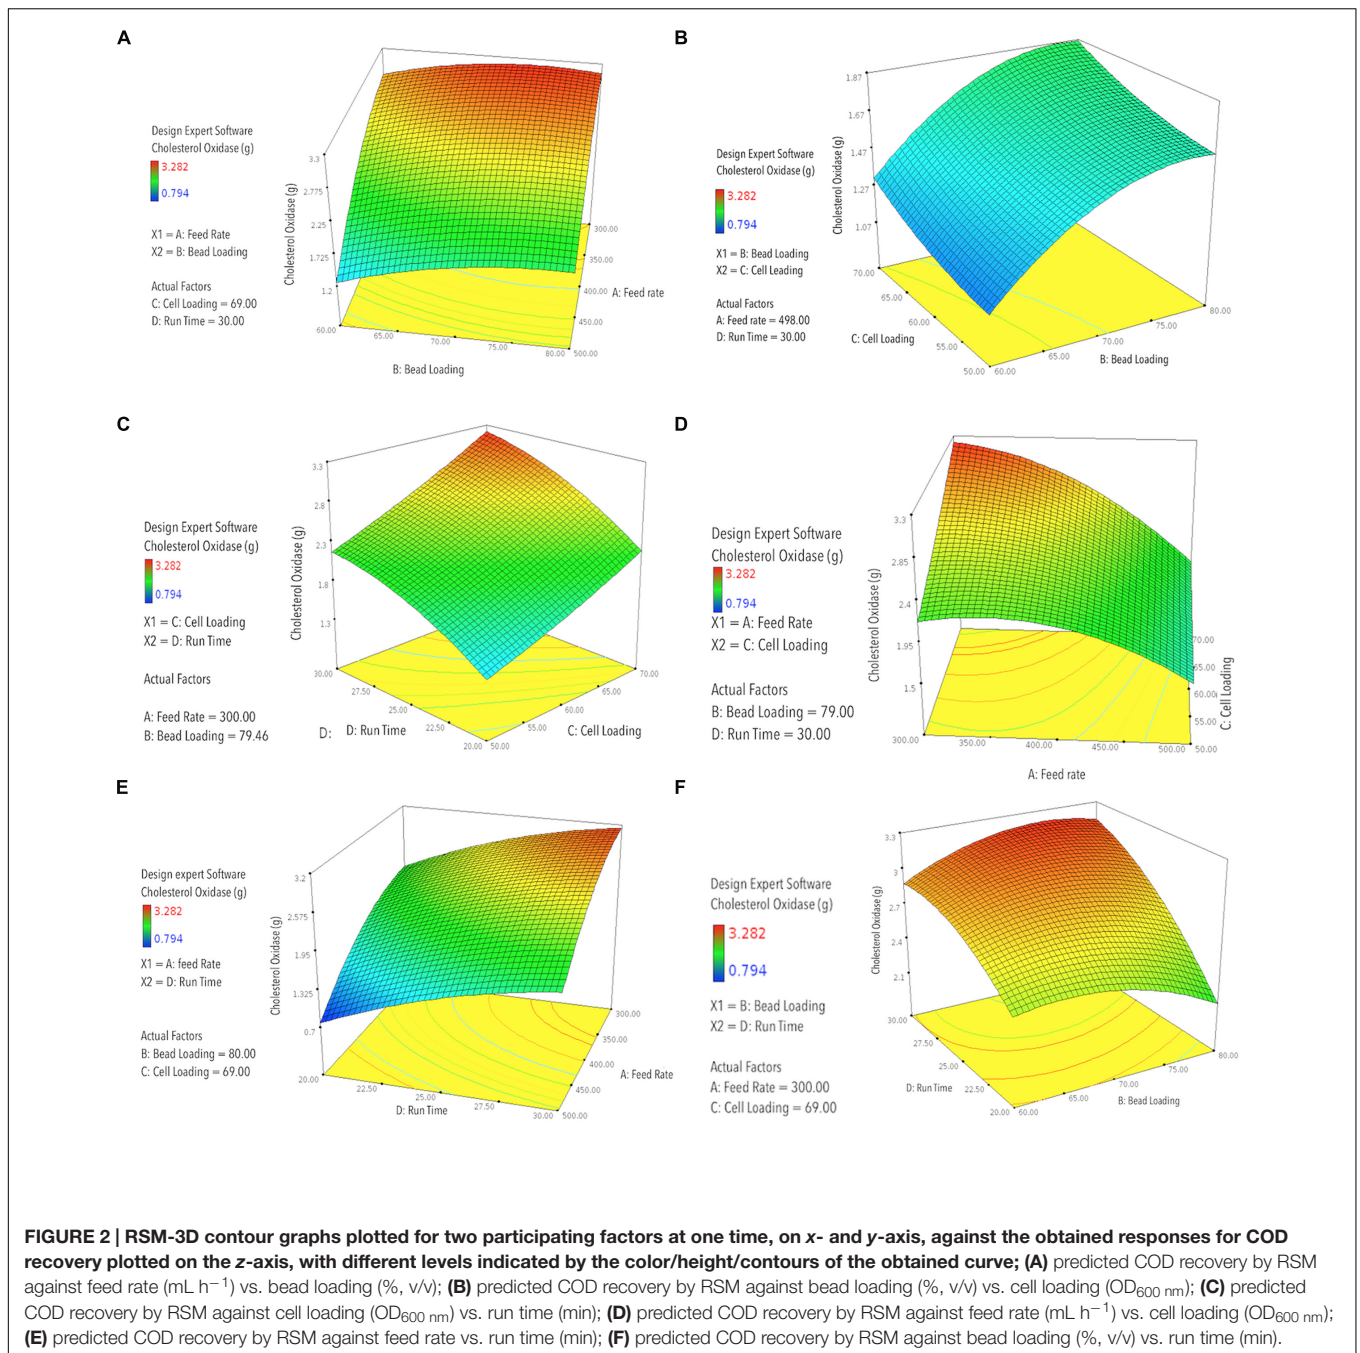 A
Design Expert Software
Cholesterol Oxidase (g)
3.282
0.794
X1 = A: Feed Rate
X2 = B: Bead Loading
Actual Factors
C: Cell Loading = 69.00
D: Run Time = 30.00
Cholesterol Oxidase (g)
3.3
2.775
2.25
1.725
1.2
60.00
65.00
70.00
75.00
80.00
B: Bead Loading
300.00
350.00
400.00
450.00
500.00
A: Feed rate
B
Design Expert Software
Cholesterol Oxidase (g)
3.282
0.794
X1 = B: Bead Loading
X2 = C: Cell Loading
Actual Factors
A: Feed rate = 498.00
D: Run Time = 30.00
Cholesterol Oxidase (g)
1.87
1.67
1.47
1.27
1.07
70.00
65.00
60.00
55.00
50.00
C: Cell Loading
60.00
65.00
70.00
75.00
80.00
B: Bead Loading
C
Design Expert Software
Cholesterol Oxidase (g)
3.282
0.794
X1 = C: Cell Loading
X2 = D: Run Time
Actual Factors
A: Feed Rate = 300.00
B: Bead Loading = 79.46
Cholesterol Oxidase (g)
3.3
2.8
2.3
1.8
1.3
30.00
27.50
25.00
22.50
20.00
D:
D: Run Time
50.00
55.00
60.00
65.00
70.00
C: Cell Loading
D
Design Expert Software
Cholesterol Oxidase (g)
3.282
0.794
X1 = A: Feed Rate
X2 = C: Cell Loading
Actual Factors
B: Bead Loading = 79.00
D: Run Time = 30.00
Cholesterol Oxidase (g)
3.3
2.85
2.4
1.95
1.5
300.00
350.00
400.00
450.00
500.00
A: Feed rate
70.00
65.00
60.00
55.00
50.00
C: Cell Loading
E
Design expert Software
Cholesterol Oxidase (g)
3.282
0.794
X1 = A: feed Rate
X2 = D: Run Time
Actual Factors
B: Bead Loading = 80.00
C: Cell Loading = 69.00
Cholesterol Oxidase (g)
3.2
2.575
1.95
1.325
0.7
20.00
22.50
25.00
27.50
30.00
D: Run Time
300.00
350.00
400.00
450.00
500.00
A: Feed Rate
F
Design Expert Software
Cholesterol Oxidase (g)
3.282
0.794
X1 = B: Bead Loading
X2 = D: Run Time
Actual Factors
A: Feed Rate = 300.00
C: Cell Loading = 69.00
Cholesterol Oxidase (g)
3.3
3
2.7
2.4
2.1
30.00
27.50
25.00
22.50
20.00
D: Run Time
60.00
65.00
70.00
75.00
80.00
B: Bead Loading
FIGURE 2 | RSM-3D contour graphs plotted for two participating factors at one time, on x- and y-axis, against the obtained responses for COD
recovery plotted on the z-axis, with different levels indicated by the color/height/contours of the obtained curve; (A) predicted COD recovery by RSM
against feed rate (mL h−1) vs. bead loading (%, v/v); (B) predicted COD recovery by RSM against bead loading (%, v/v) vs. cell loading (OD600 nm); (C) predicted
COD recovery by RSM against cell loading (OD600 nm) vs. run time (min); (D) predicted COD recovery by RSM against feed rate (mL h−1) vs. cell loading (OD600 nm);
(E) predicted COD recovery by RSM against feed rate vs. run time (min); (F) predicted COD recovery by RSM against bead loading (%, v/v) vs. run time (min).